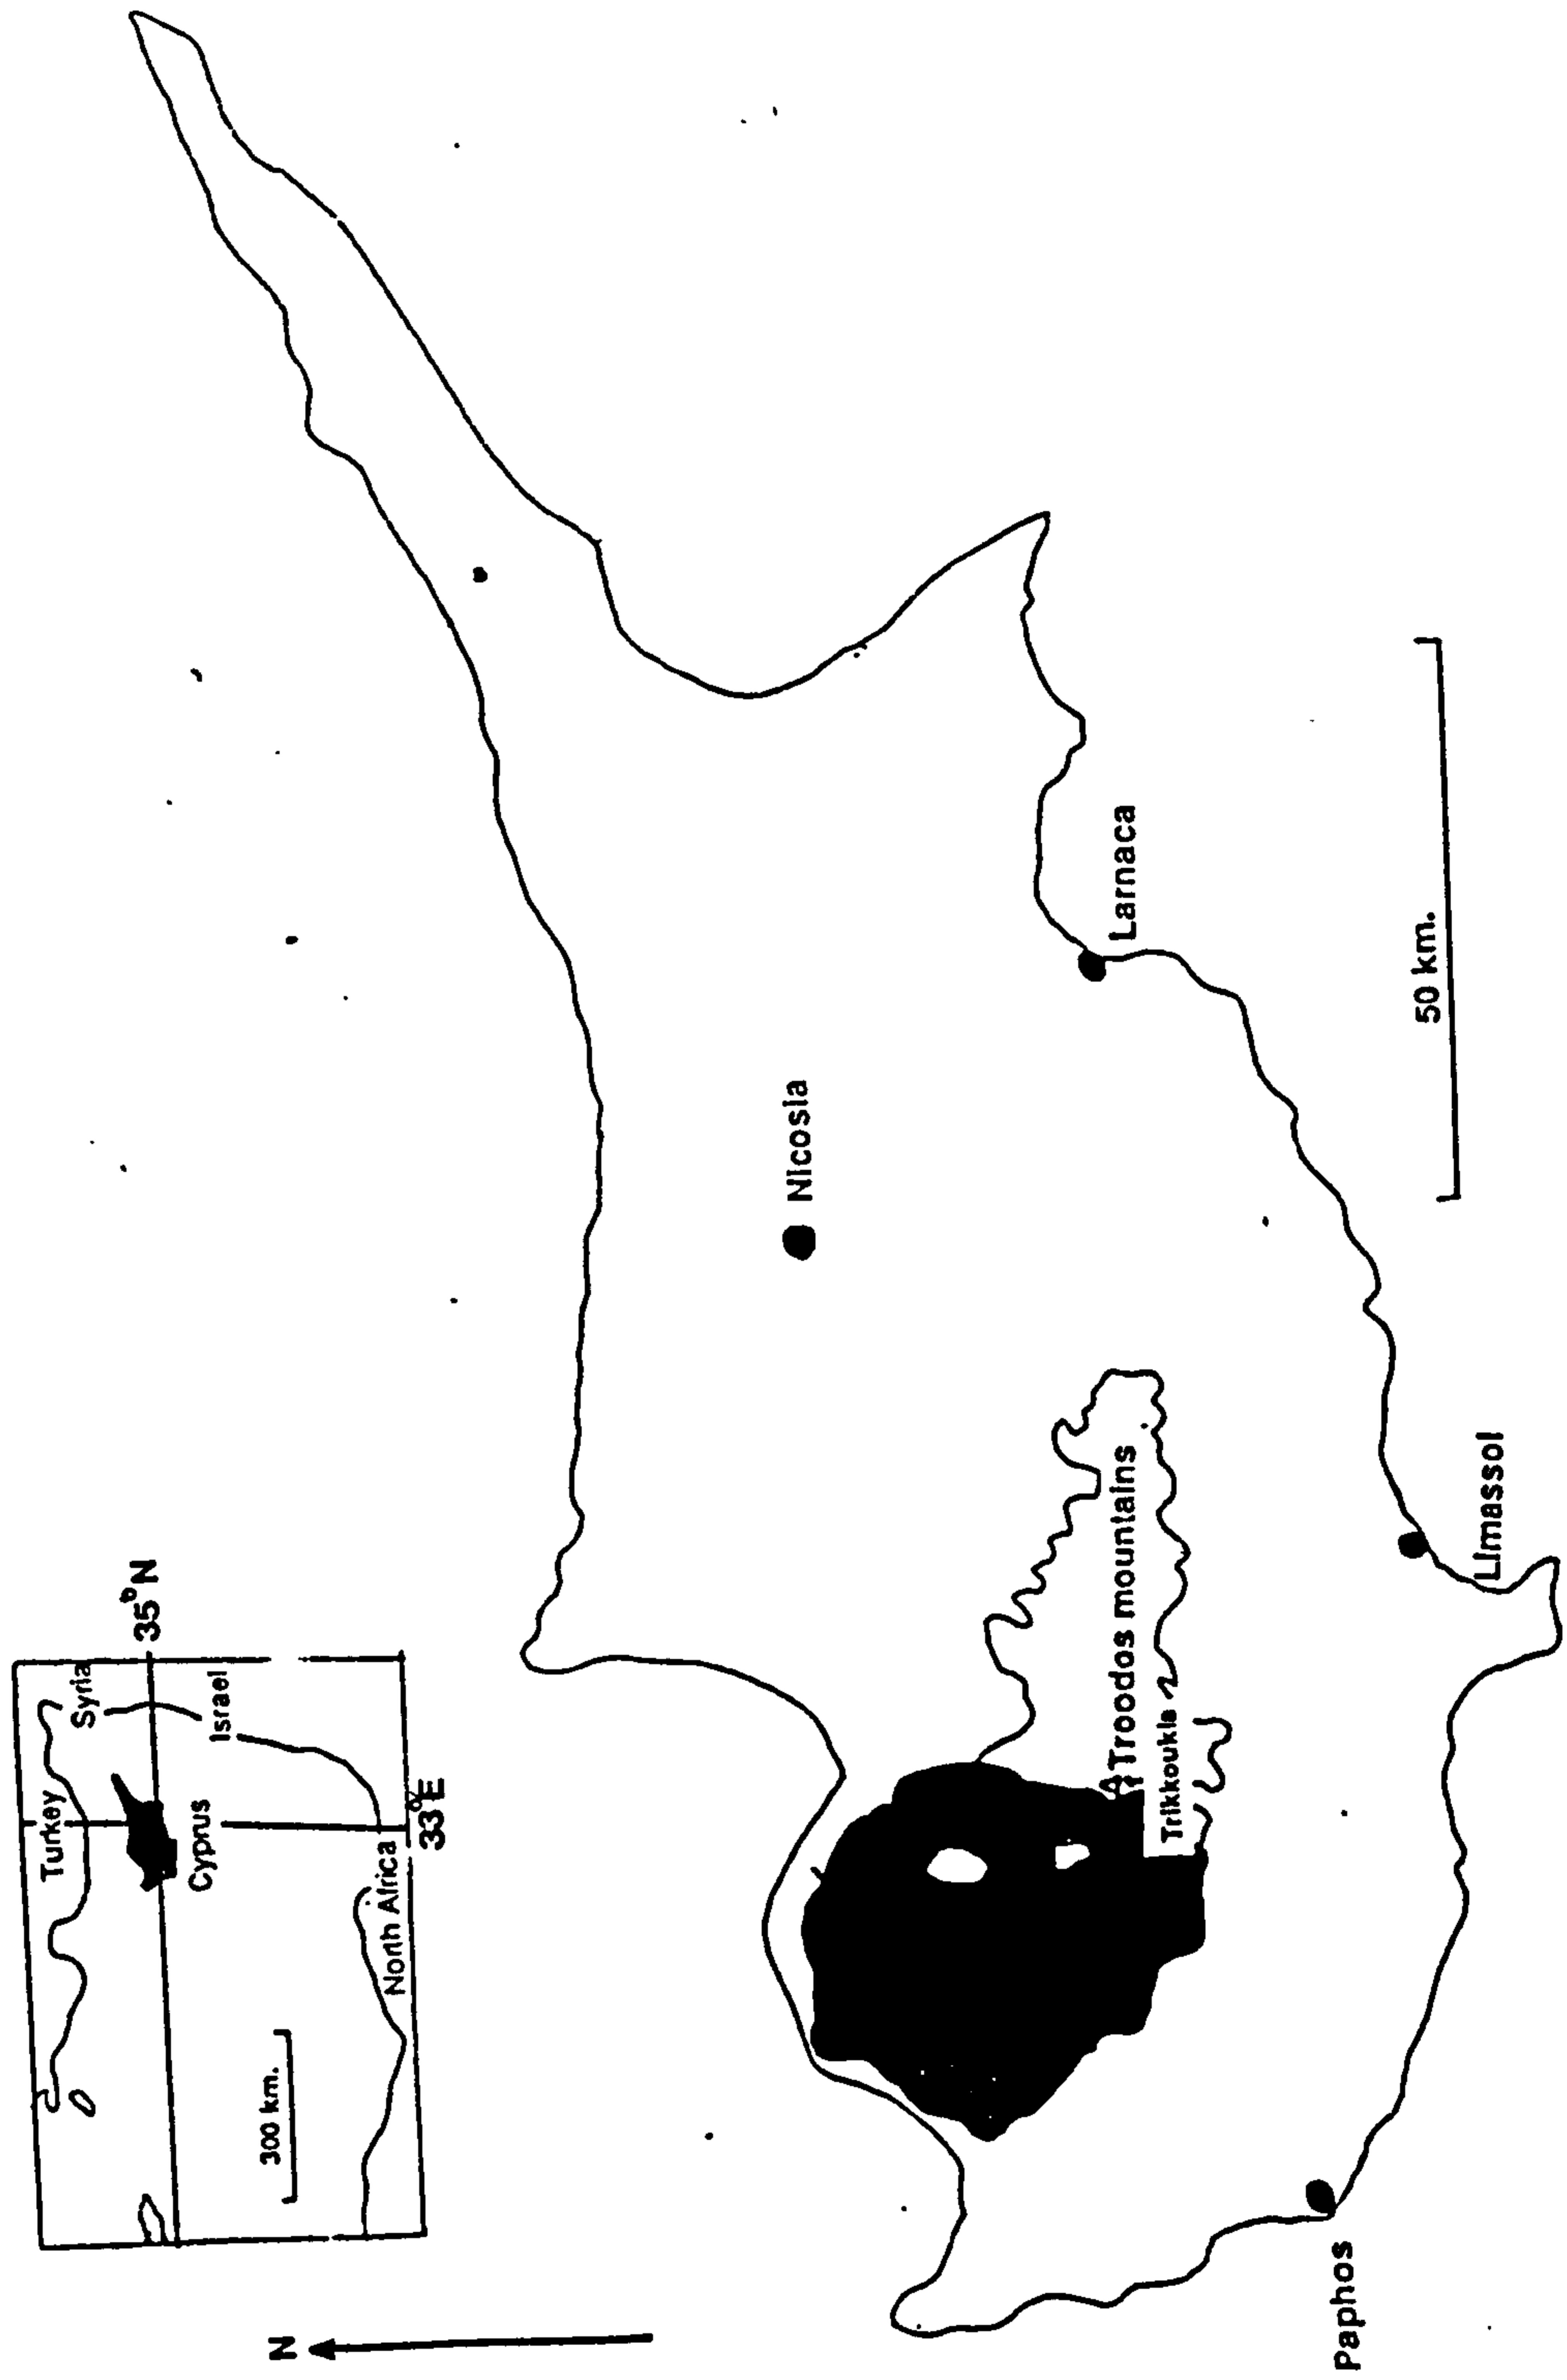 N
Turkey
Syria
35°N
Cyprus
Israel
300 km.
North Africa
33°E
Nicosia
Larnaca
Troodos mountains
Trikkoukia
50 km.
Limassol
Paphos